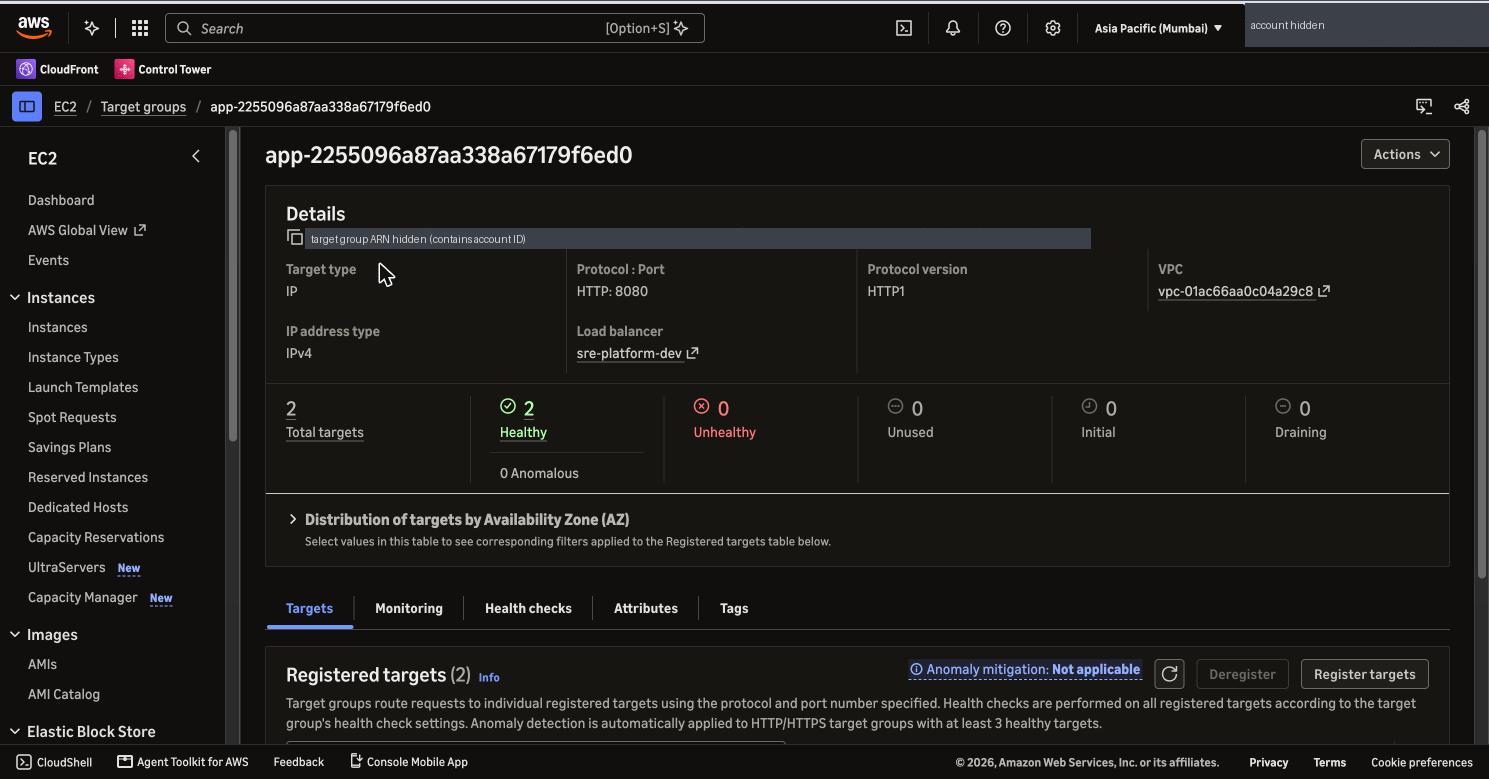 aws
Search [Option+S]
Asia Pacific (Mumbai)
account hidden
CloudFront Control Tower
EC2 / Target groups / app-2255096a87aa338a67179f6ed0
EC2
Dashboard
AWS Global View
Events
Instances
Instances
Instance Types
Launch Templates
Spot Requests
Savings Plans
Reserved Instances
Dedicated Hosts
Capacity Reservations
UltraServers New
Capacity Manager New
Images
AMIs
AMI Catalog
Elastic Block Store
app-2255096a87aa338a67179f6ed0
Actions
Details
target group ARN hidden (contains account ID)
Target type
IP
Protocol : Port
HTTP: 8080
Protocol version
HTTP1
VPC
vpc-01ac66aa0c04a29c8
IP address type
IPv4
Load balancer
sre-platform-dev
2
Total targets
2
Healthy
0 Anomalous
0
Unhealthy
0
Unused
0
Initial
0
Draining
Distribution of targets by Availability Zone (AZ)
Select values in this table to see corresponding filters applied to the Registered targets table below.
Targets Monitoring Health checks Attributes Tags
Registered targets (2) Info
Anomaly mitigation: Not applicable
Deregister
Register targets
Target groups route requests to individual registered targets using the protocol and port number specified. Health checks are performed on all registered targets according to the target
group's health check settings. Anomaly detection is automatically applied to HTTP/HTTPS target groups with at least 3 healthy targets.
CloudShell Agent Toolkit for AWS Feedback Console Mobile App
© 2026, Amazon Web Services, Inc. or its affiliates. Privacy Terms Cookie preferences